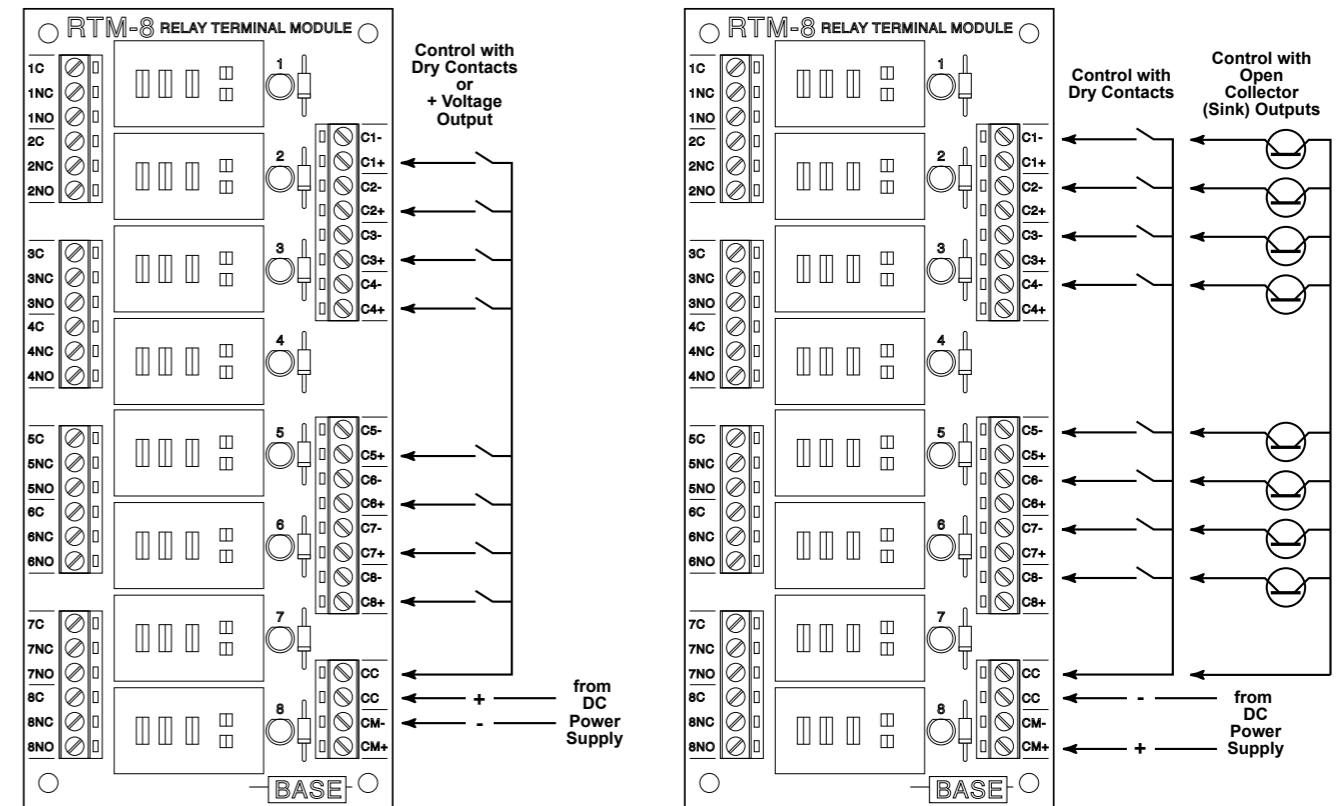 RTM-8 RELAY TERMINAL MODULE
1C
1NC
1NO
2C
2NC
2NO
3C
3NC
3NO
4C
4NC
4NO
5C
5NC
5NO
6C
6NC
6NO
7C
7NC
7NO
8C
8NC
8NO
1
2
3
4
5
6
7
8
C1-
C1+
C2-
C2+
C3-
C3+
C4-
C4+
C5-
C5+
C6-
C6+
C7-
C7+
C8-
C8+
CC
CC
CM-
CM+
BASE
Control with
Dry Contacts
or
+ Voltage
Output
+
-
from
DC
Power
Supply
RTM-8 RELAY TERMINAL MODULE
1C
1NC
1NO
2C
2NC
2NO
3C
3NC
3NO
4C
4NC
4NO
5C
5NC
5NO
6C
6NC
6NO
7C
7NC
7NO
8C
8NC
8NO
1
2
3
4
5
6
7
8
C1-
C1+
C2-
C2+
C3-
C3+
C4-
C4+
C5-
C5+
C6-
C6+
C7-
C7+
C8-
C8+
CC
CC
CM-
CM+
BASE
Control with
Dry Contacts
Control with
Open
Collector
(Sink) Outputs
-
+
from
DC
Power
Supply